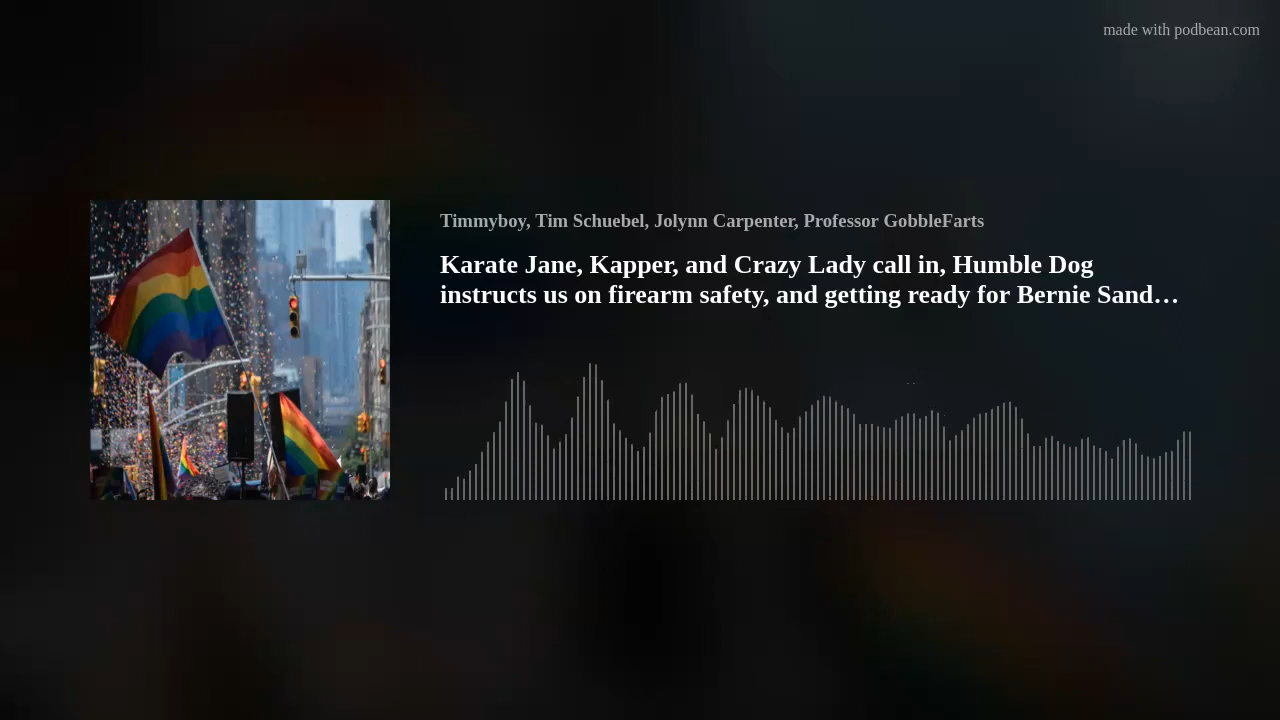 made with podbean.com
Timmyboy, Tim Schuebel, Jolynn Carpenter, Professor GobbleFarts
Karate Jane, Kapper, and Crazy Lady call in, Humble Dog
instructs us on firearm safety, and getting ready for Bernie Sand…